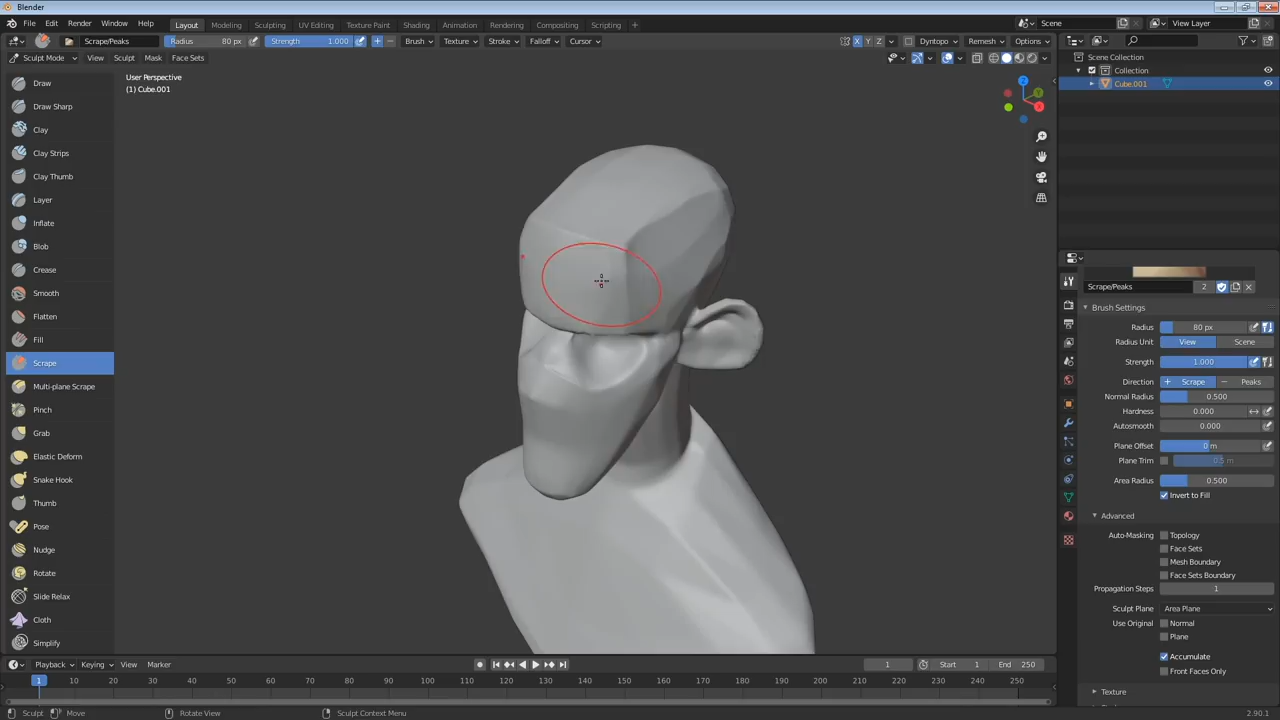 Blender
File Edit Render Window Help Layout Modeling Sculpting UV Editing Texture Paint Shading Animation Rendering Compositing Scripting + Scene View Layer
Scrape/Peaks Radius 80 px Strength 1.000 + − Brush Texture Stroke Falloff Cursor X Y Z Dyntopo Remesh Options
Sculpt Mode View Sculpt Mask Face Sets
User Perspective
(1) Cube.001
Draw
Draw Sharp
Clay
Clay Strips
Clay Thumb
Layer
Inflate
Blob
Crease
Smooth
Flatten
Fill
Scrape
Multi-plane Scrape
Pinch
Grab
Elastic Deform
Snake Hook
Thumb
Pose
Nudge
Rotate
Slide Relax
Cloth
Simplify
Z
Y
X
Scene Collection
Collection
Cube.001
Scrape/Peaks 2
Brush Settings
Radius 80 px
Radius Unit View Scene
Strength 1.000
Direction + Scrape − Peaks
Normal Radius 0.500
Hardness 0.000
Autosmooth 0.000
Plane Offset 0 m
Plane Trim 0.5 m
Area Radius 0.500
Invert to Fill
Advanced
Auto-Masking Topology
Face Sets
Mesh Boundary
Face Sets Boundary
Propagation Steps 1
Sculpt Plane Area Plane
Use Original Normal
Plane
Accumulate
Front Faces Only
Texture
Playback Keying View Marker 1 Start 1 End 250
1 10 20 30 40 50 60 70 80 90 100 110 120 130 140 150 160 170 180 190 200 210 220 230 240 250
Sculpt Move Rotate View Sculpt Context Menu 2.90.1